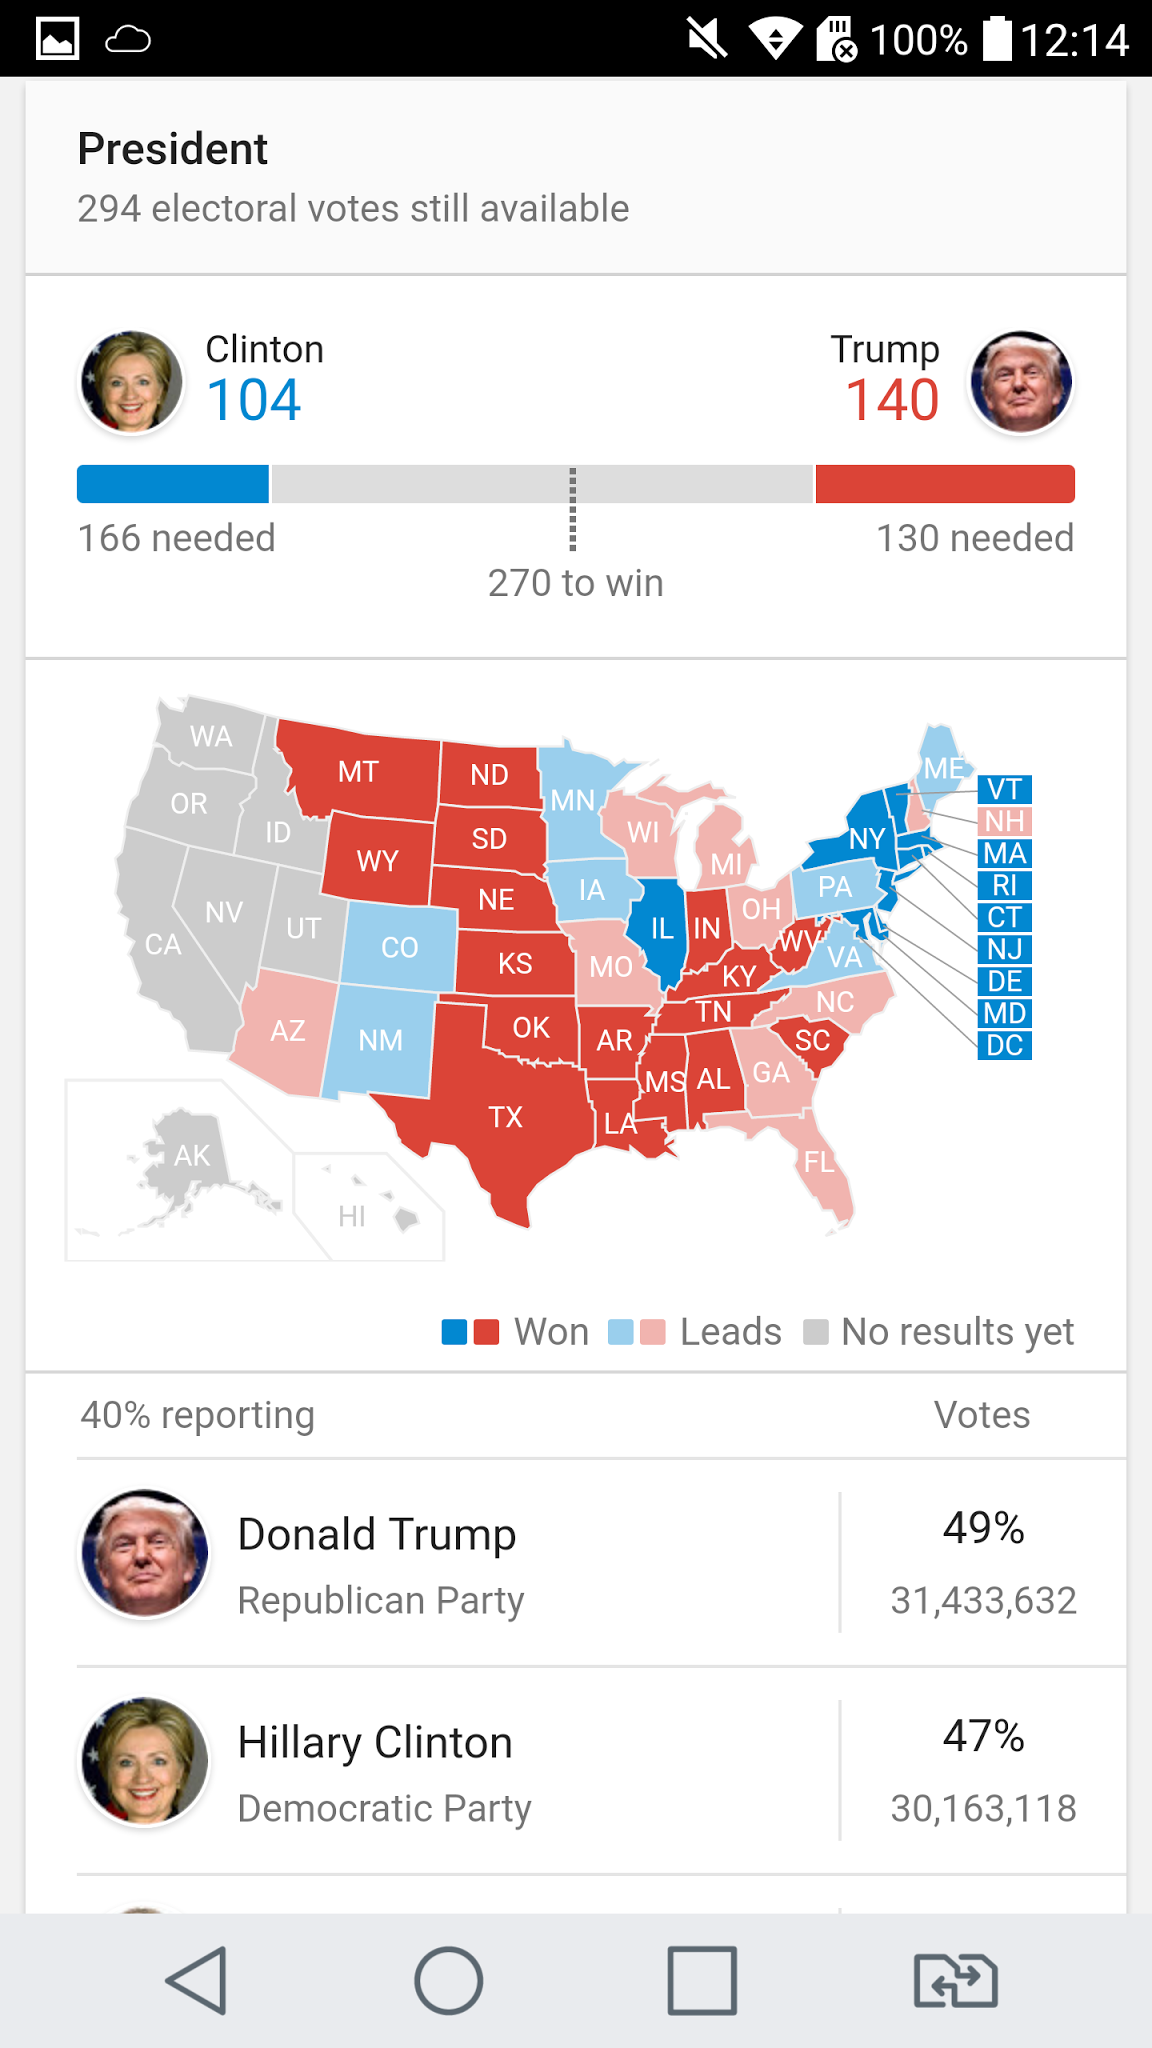 100% 12:14
President
294 electoral votes still available
Clinton
104
Trump
140
166 needed
130 needed
270 to win
WA
MT
ND
MN
ME
VT
OR
ID
SD
WI
NY
NH
WY
MI
MA
NE
IA
PA
RI
NV
UT
CO
KS
MO
IL
IN
OH
WV
VA
CT
CA
KY
NJ
AZ
NM
OK
AR
TN
NC
DE
SC
MD
TX
LA
MS
AL
GA
DC
AK
HI
FL
Won
Leads
No results yet
40% reporting
Votes
Donald Trump
49%
Republican Party
31,433,632
Hillary Clinton
47%
Democratic Party
30,163,118